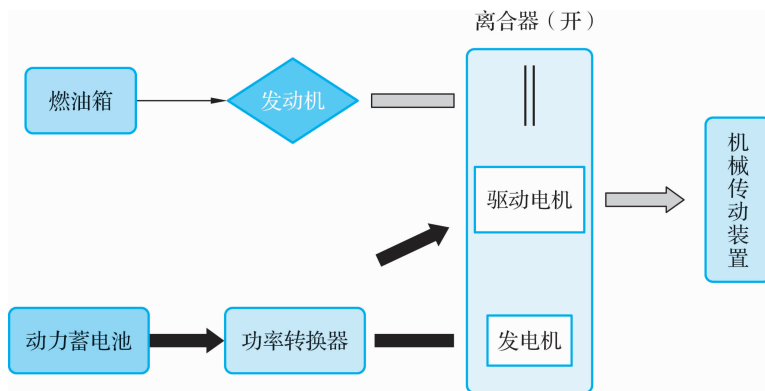 离合器（开）
燃油箱
发动机
驱动电机
机械传动装置
动力蓄电池
功率转换器
发电机